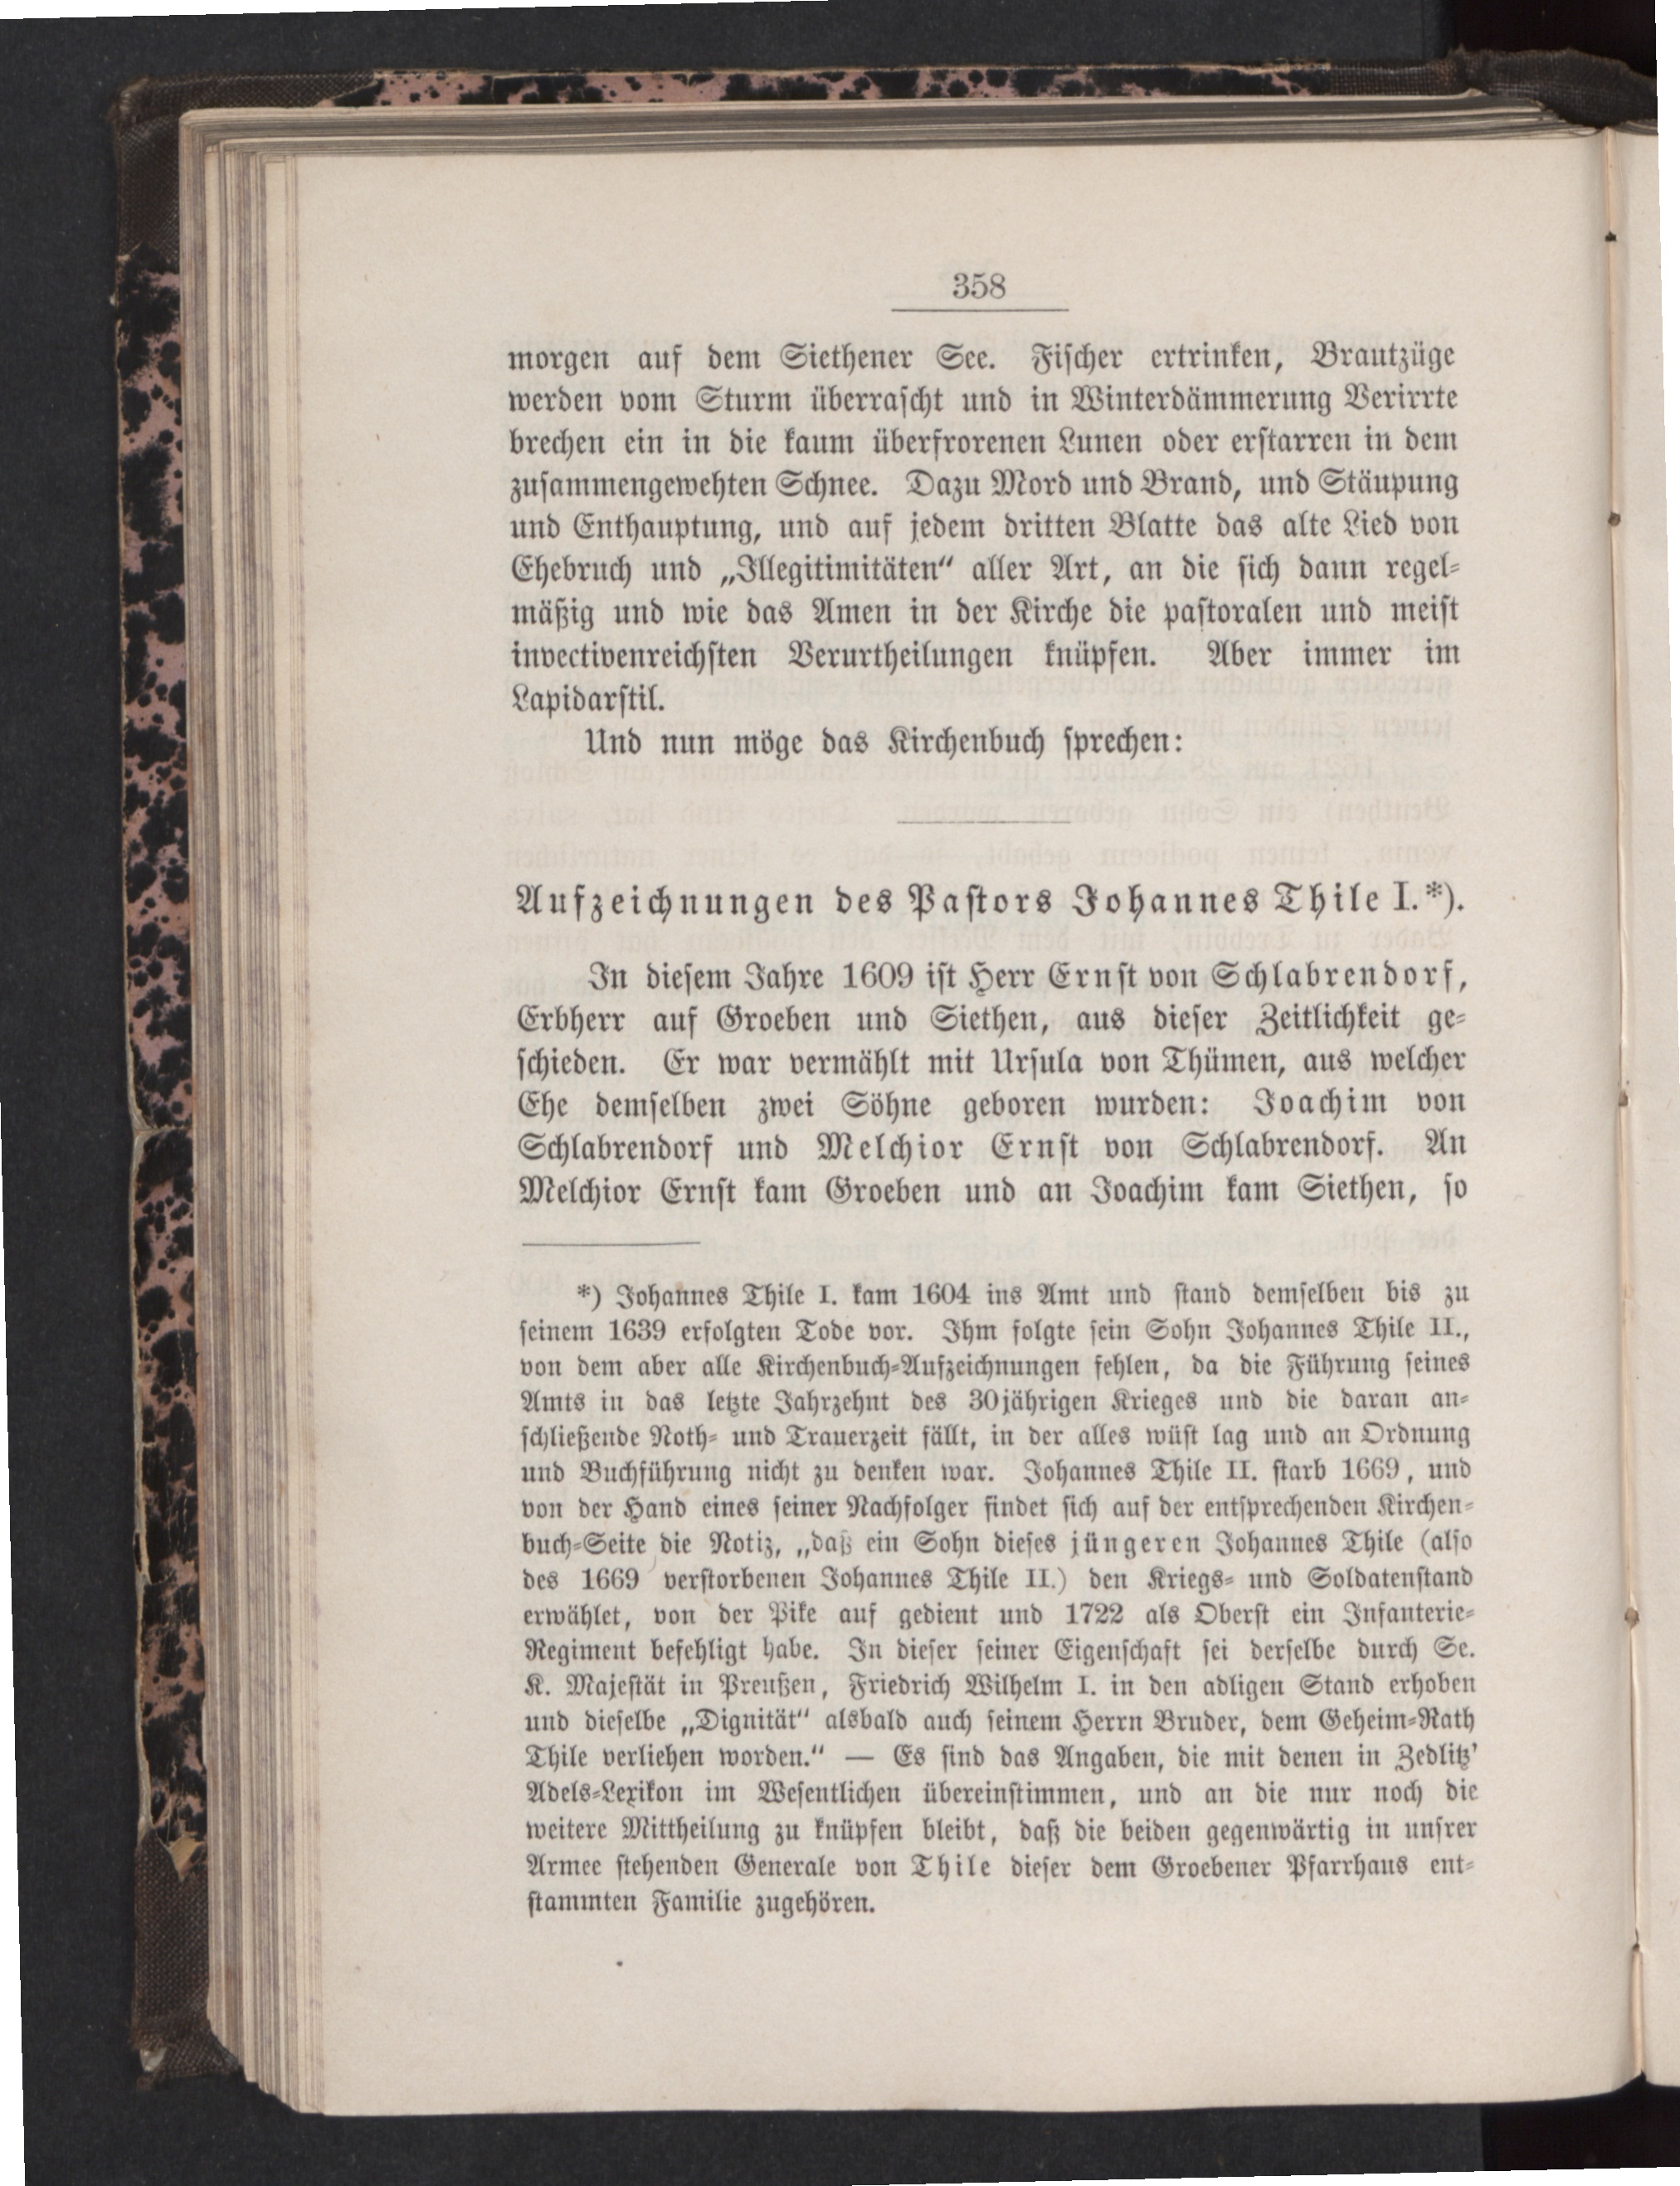 358
morgen auf dem Siethener See. Fischer ertrinken, Brautzüge
werden vom Sturm überrascht und in Winterdämmerung Verirrte
brechen ein in die kaum überfrorenen Lunen oder erstarren in dem
zusammengewehten Schnee. Dazu Mord und Brand, und Stäupung
und Enthauptung, und auf jedem dritten Blatte das alte Lied von
Ehebruch und „Illegitimitäten“ aller Art, an die sich dann regel-
mäßig und wie das Amen in der Kirche die pastoralen und meist
invectivenreichsten Verurtheilungen knüpfen. Aber immer im
Lapidarstil.
Und nun möge das Kirchenbuch sprechen:
Aufzeichnungen des Pastors Johannes Thile I.*).
In diesem Jahre 1609 ist Herr Ernst von Schlabrendorf,
Erbherr auf Groeben und Siethen, aus dieser Zeitlichkeit ge-
schieden. Er war vermählt mit Ursula von Thümen, aus welcher
Ehe demselben zwei Söhne geboren wurden: Joachim von
Schlabrendorf und Melchior Ernst von Schlabrendorf. An
Melchior Ernst kam Groeben und an Joachim kam Siethen, so
*) Johannes Thile I. kam 1604 ins Amt und stand demselben bis zu
seinem 1639 erfolgten Tode vor. Ihm folgte sein Sohn Johannes Thile II.,
von dem aber alle Kirchenbuch-Aufzeichnungen fehlen, da die Führung seines
Amts in das letzte Jahrzehnt des 30jährigen Krieges und die daran an-
schließende Noth- und Trauerzeit fällt, in der alles wüst lag und an Ordnung
und Buchführung nicht zu denken war. Johannes Thile II. starb 1669, und
von der Hand eines seiner Nachfolger findet sich auf der entsprechenden Kirchen-
buch-Seite die Notiz, „daß ein Sohn dieses jüngeren Johannes Thile (also
des 1669 verstorbenen Johannes Thile II.) den Kriegs- und Soldatenstand
erwählet, von der Pike auf gedient und 1722 als Oberst ein Infanterie-
Regiment befehligt habe. In dieser seiner Eigenschaft sei derselbe durch Se.
K. Majestät in Preußen, Friedrich Wilhelm I. in den adligen Stand erhoben
und dieselbe „Dignität“ alsbald auch seinem Herrn Bruder, dem Geheim-Rath
Thile verliehen worden.“ — Es sind das Angaben, die mit denen in Zedlitz’
Adels-Lexikon im Wesentlichen übereinstimmen, und an die nur noch die
weitere Mittheilung zu knüpfen bleibt, daß die beiden gegenwärtig in unsrer
Armee stehenden Generale von Thile dieser dem Groebener Pfarrhaus ent-
stammten Familie zugehören.